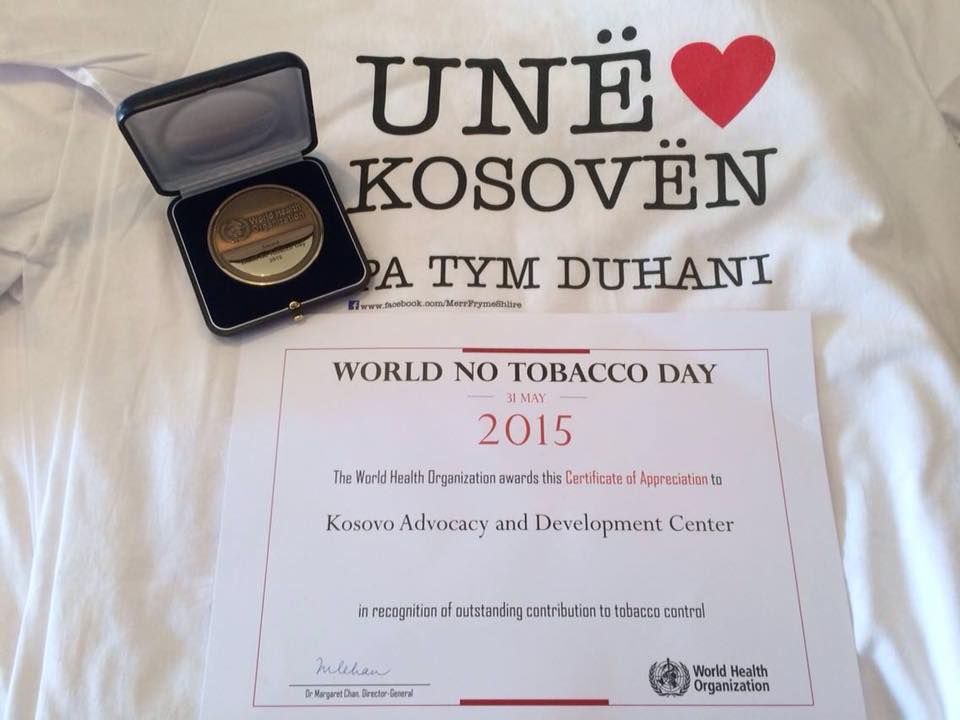 UNË
KOSOVËN
PA TYM DUHANI
www.facebook.com/MerrFrymeShlire
World Health
Organization
2015
WORLD NO TOBACCO DAY
31 MAY
2015
The World Health Organization awards this Certificate of Appreciation to
Kosovo Advocacy and Development Center
in recognition of outstanding contribution to tobacco control
Dr Margaret Chan, Director-General
World Health
Organization